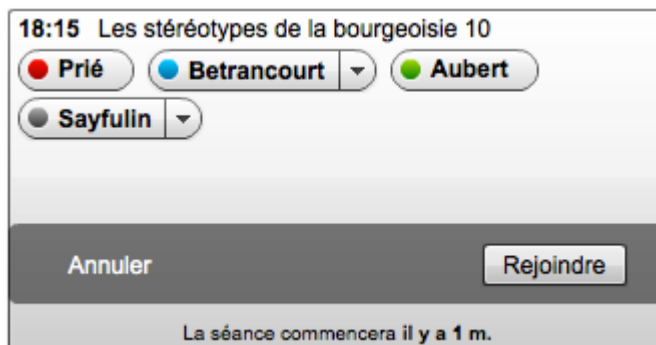 18:15 Les stéréotypes de la bourgeoisie 10
Prié Betrancourt Aubert
Sayfulin
Annuler Rejoindre
La séance commencera il y a 1 m.